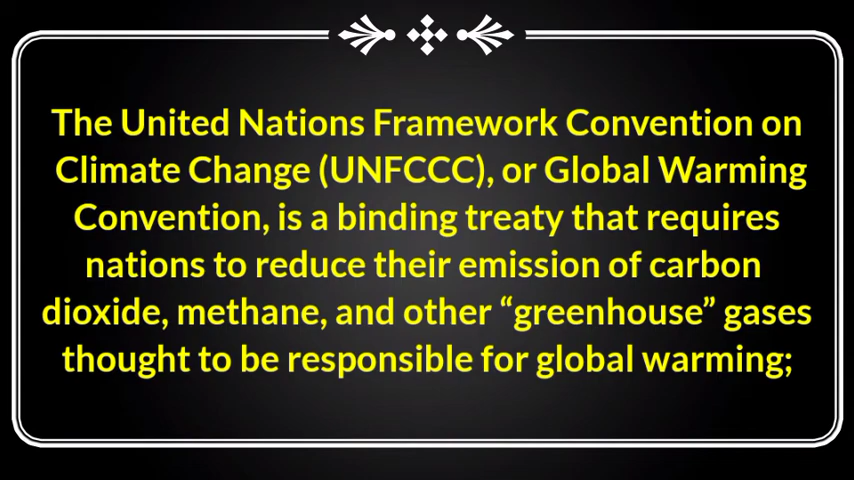 The United Nations Framework Convention on
Climate Change (UNFCCC), or Global Warming
Convention, is a binding treaty that requires
nations to reduce their emission of carbon
dioxide, methane, and other “greenhouse” gases
thought to be responsible for global warming;